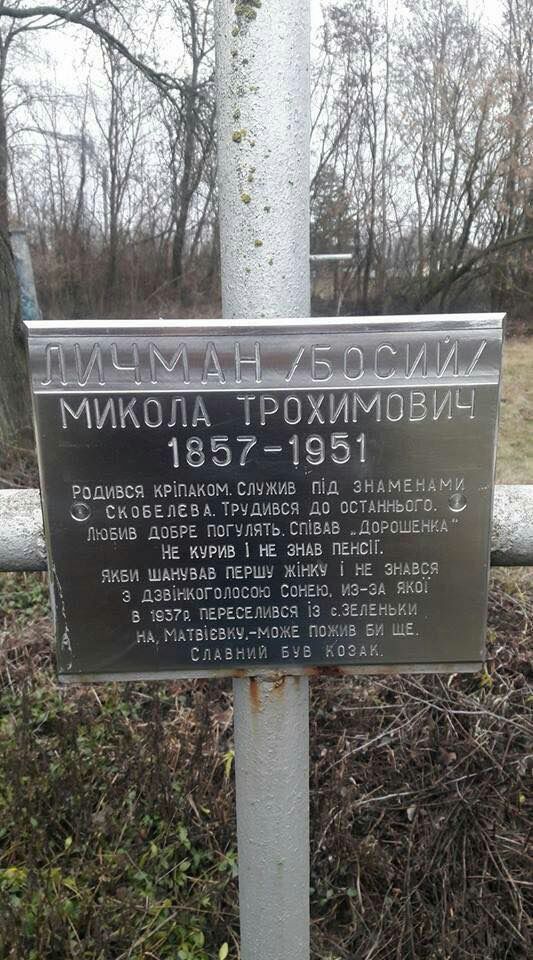 ЛИЧМАН /БОСИЙ/
МИКОЛА ТРОХИМОВИЧ
1857-1951
РОДИВСЯ КРІПАКОМ. СЛУЖИВ ПІД ЗНАМЕНАМИ
СКОБЕЛЄВА. ТРУДИВСЯ ДО ОСТАННЬОГО.
ЛЮБИВ ДОБРЕ ПОГУЛЯТЬ. СПІВАВ „ДОРОШЕНКА"
НЕ КУРИВ І НЕ ЗНАВ ПЕНСІЇ.
ЯКБИ ШАНУВАВ ПЕРШУ ЖІНКУ І НЕ ЗНАВСЯ
З ДЗВІНКОГОЛОСОЮ СОНЕЮ, ИЗ-ЗА ЯКОЇ
В 1937р. ПЕРЕСЕЛИВСЯ ІЗ с.ЗЕЛЕНЬКИ
НА МАТВІЄВКУ,-МОЖЕ ПОЖИВ БИ ЩЕ.
СЛАВНИЙ БУВ КОЗАК.